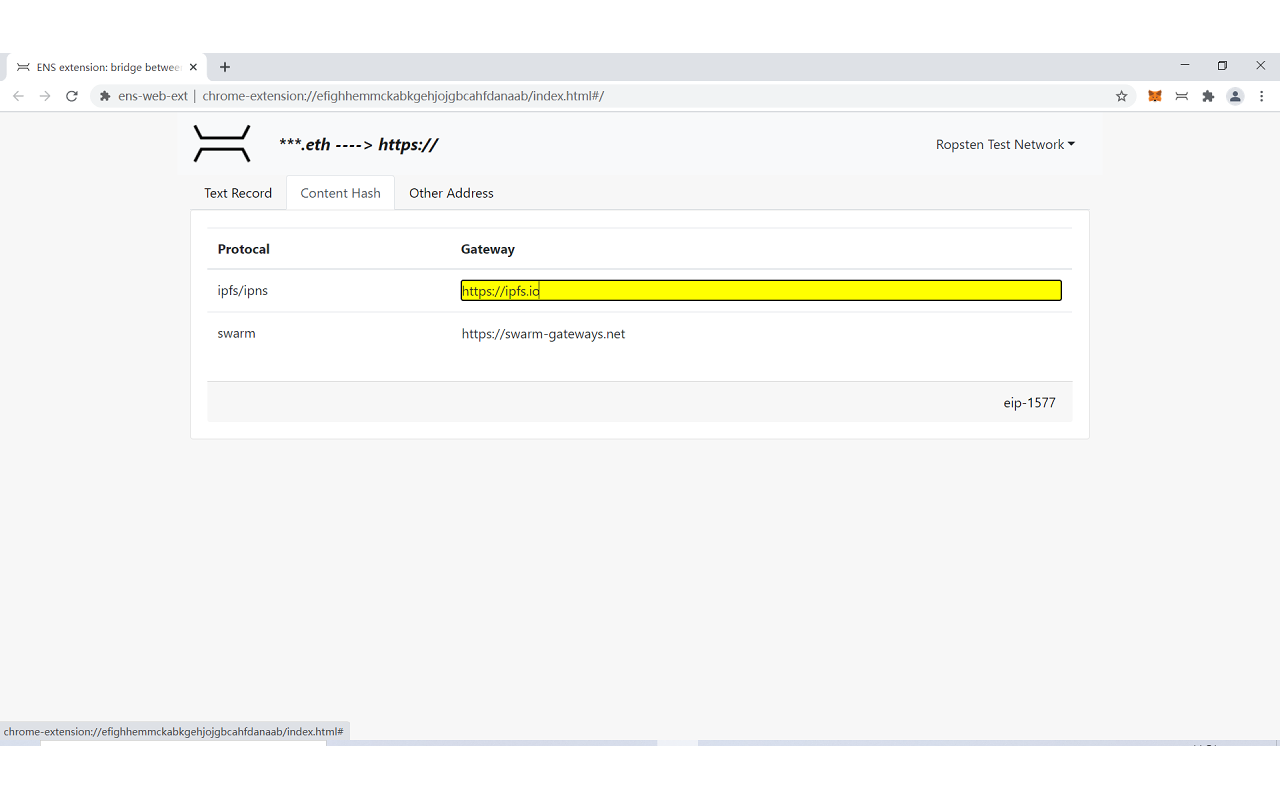 ENS extension: bridge betwee
ens-web-ext | chrome-extension://efighhemmckabkgehjojgbcahfdanaab/index.html#/
***.eth ----> https://
Ropsten Test Network
Text Record Content Hash Other Address
Protocal Gateway
ipfs/ipns https://ipfs.io
swarm https://swarm-gateways.net
eip-1577
chrome-extension://efighhemmckabkgehjojgbcahfdanaab/index.html#